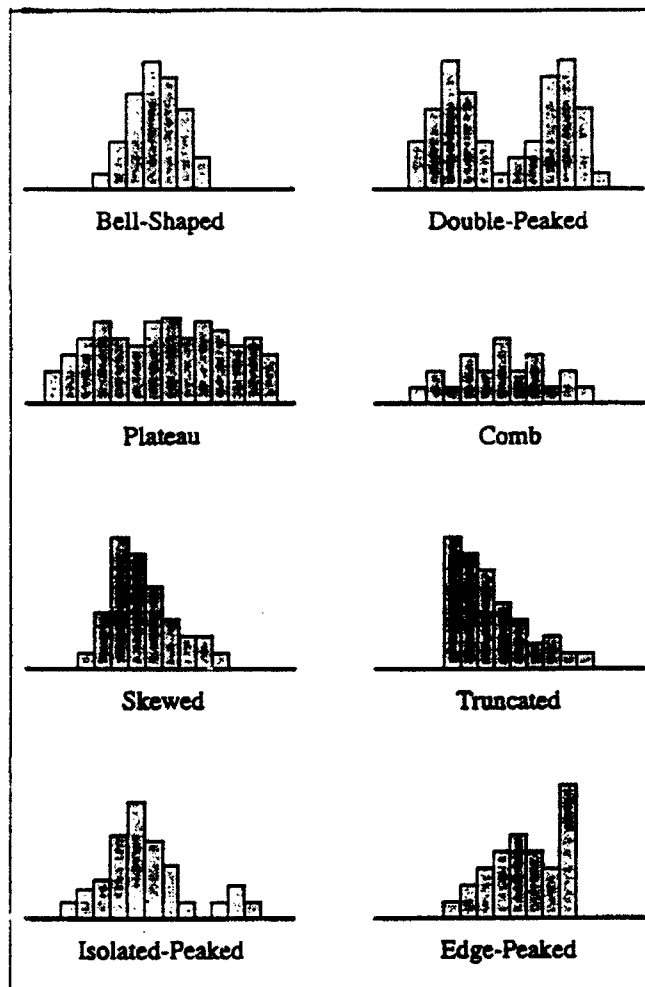 Bell-Shaped
Double-Peaked
Plateau
Comb
Skewed
Truncated
Isolated-Peaked
Edge-Peaked